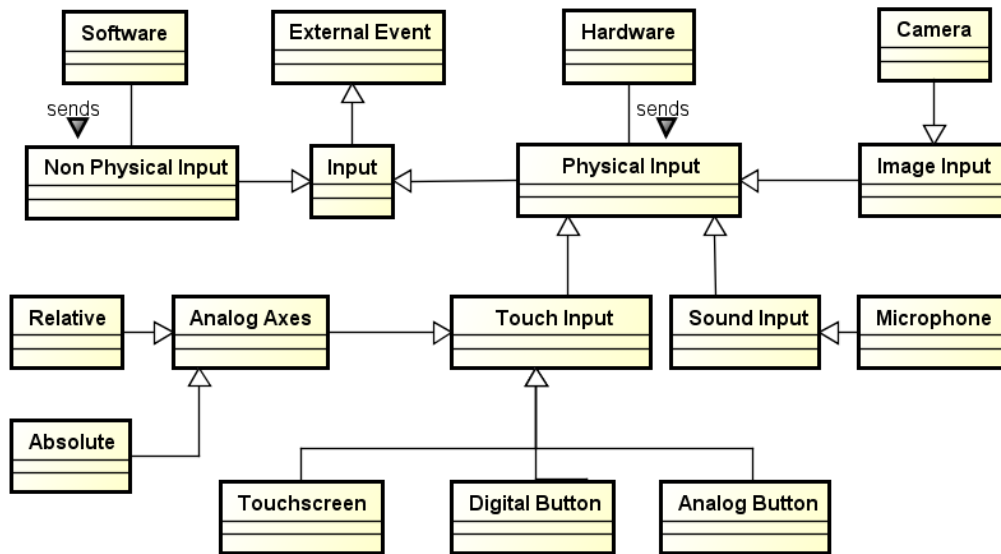 Software
External Event
Hardware
Camera
sends
sends
Non Physical Input
Input
Physical Input
Image Input
Relative
Analog Axes
Touch Input
Sound Input
Microphone
Absolute
Touchscreen
Digital Button
Analog Button